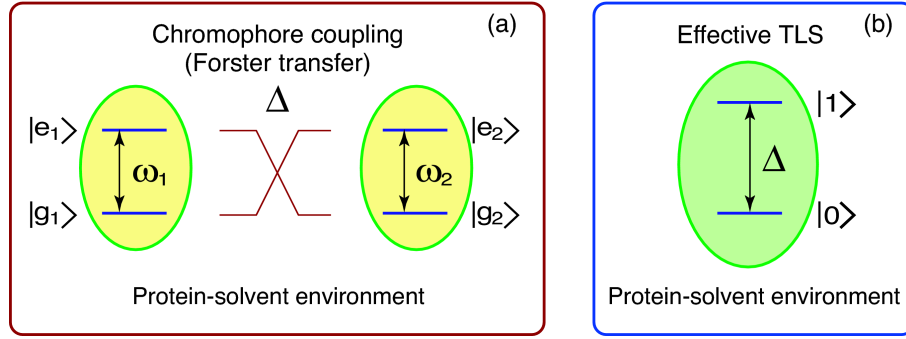 Chromophore coupling
(Forster transfer)
(a)
Δ
|e₁>
|g₁>
ω₁
ω₂
|e₂>
|g₂>
Protein-solvent environment
Effective TLS
(b)
|1>
Δ
|0>
Protein-solvent environment